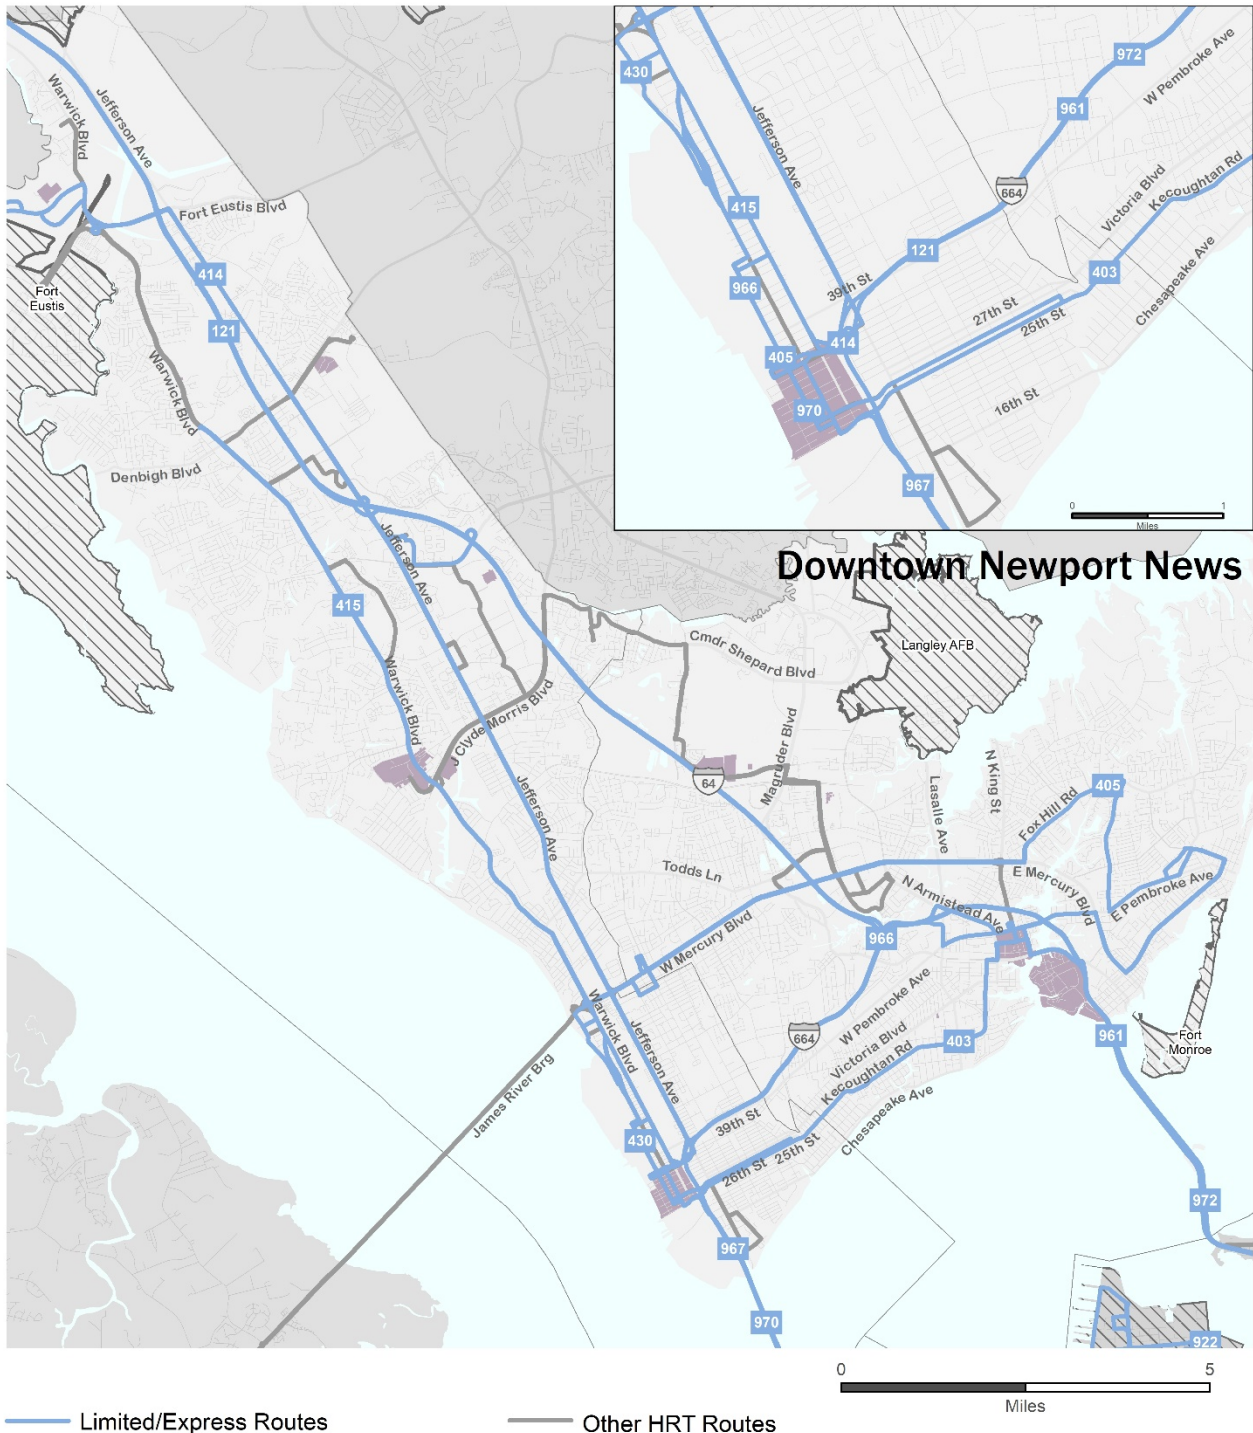 430
972
W Pembroke Ave
961
Jefferson Ave
Warwick Blvd
Jefferson Ave
664
Victoria Blvd
Kecoughtan Rd
415
Fort Eustis Blvd
121
403
Chesapeake Ave
414
966
39th St
27th St
25th St
Fort
Eustis
121
405
414
970
16th St
Warwick Blvd
967
Denbigh Blvd
0
1
Miles
Jefferson Ave
Downtown Newport News
415
Langley AFB
Cmdr Shepard Blvd
Warwick Blvd
J Clyde Morris Blvd
Magruder Blvd
N King St
64
Lasalle Ave
405
Fox Hill Rd
Jefferson Ave
Todds Ln
E Mercury Blvd
N Armistead Ave
E Pembroke Ave
W Mercury Blvd
966
W Pembroke Ave
Warwick Blvd
Jefferson Ave
664
Victoria Blvd
403
961
Fort
Monroe
Kecoughtan Rd
James River Brg
Chesapeake Ave
39th St
430
25th St
26th St
972
967
970
922
0
5
Miles
Limited/Express Routes
Other HRT Routes